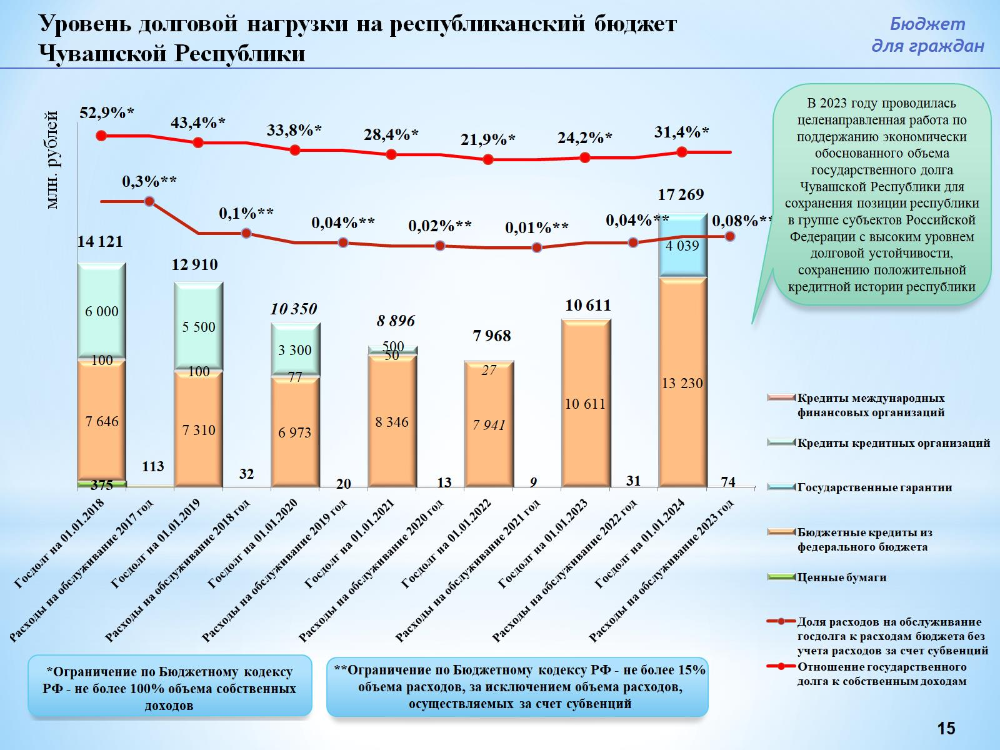 Уровень долговой нагрузки на республиканский бюджет
Чувашской Республики
Бюджет
для граждан
млн. рублей
52,9%*
43,4%*
33,8%*
28,4%*
21,9%*
24,2%*
31,4%*
0,3%**
0,1%**
0,04%**
0,02%**
0,01%**
0,04%**
0,08%**
14 121
12 910
10 350
8 896
7 968
10 611
17 269
6 000
100
7 646
375
113
5 500
100
7 310
32
3 300
77
6 973
20
500
50
8 346
13
27
7 941
9
10 611
31
4 039
13 230
74
Госдолг на 01.01.2018
Расходы на обслуживание 2017 год
Госдолг на 01.01.2019
Расходы на обслуживание 2018 год
Госдолг на 01.01.2020
Расходы на обслуживание 2019 год
Госдолг на 01.01.2021
Расходы на обслуживание 2020 год
Госдолг на 01.01.2022
Расходы на обслуживание 2021 год
Госдолг на 01.01.2023
Расходы на обслуживание 2022 год
Госдолг на 01.01.2024
Расходы на обслуживание 2023 год
В 2023 году проводилась
целенаправленная работа по
поддержанию экономически
обоснованного объема
государственного долга
Чувашской Республики для
сохранения позиции республики
в группе субъектов Российской
Федерации с высоким уровнем
долговой устойчивости,
сохранению положительной
кредитной истории республики
Кредиты международных
финансовых организаций
Кредиты кредитных организаций
Государственные гарантии
Бюджетные кредиты из
федерального бюджета
Ценные бумаги
Доля расходов на обслуживание
госдолга к расходам бюджета без
учета расходов за счет субвенций
Отношение государственного
долга к собственным доходам
*Ограничение по Бюджетному кодексу
РФ - не более 100% объема собственных
доходов
**Ограничение по Бюджетному кодексу РФ - не более 15%
объема расходов, за исключением объема расходов,
осуществляемых за счет субвенций
15